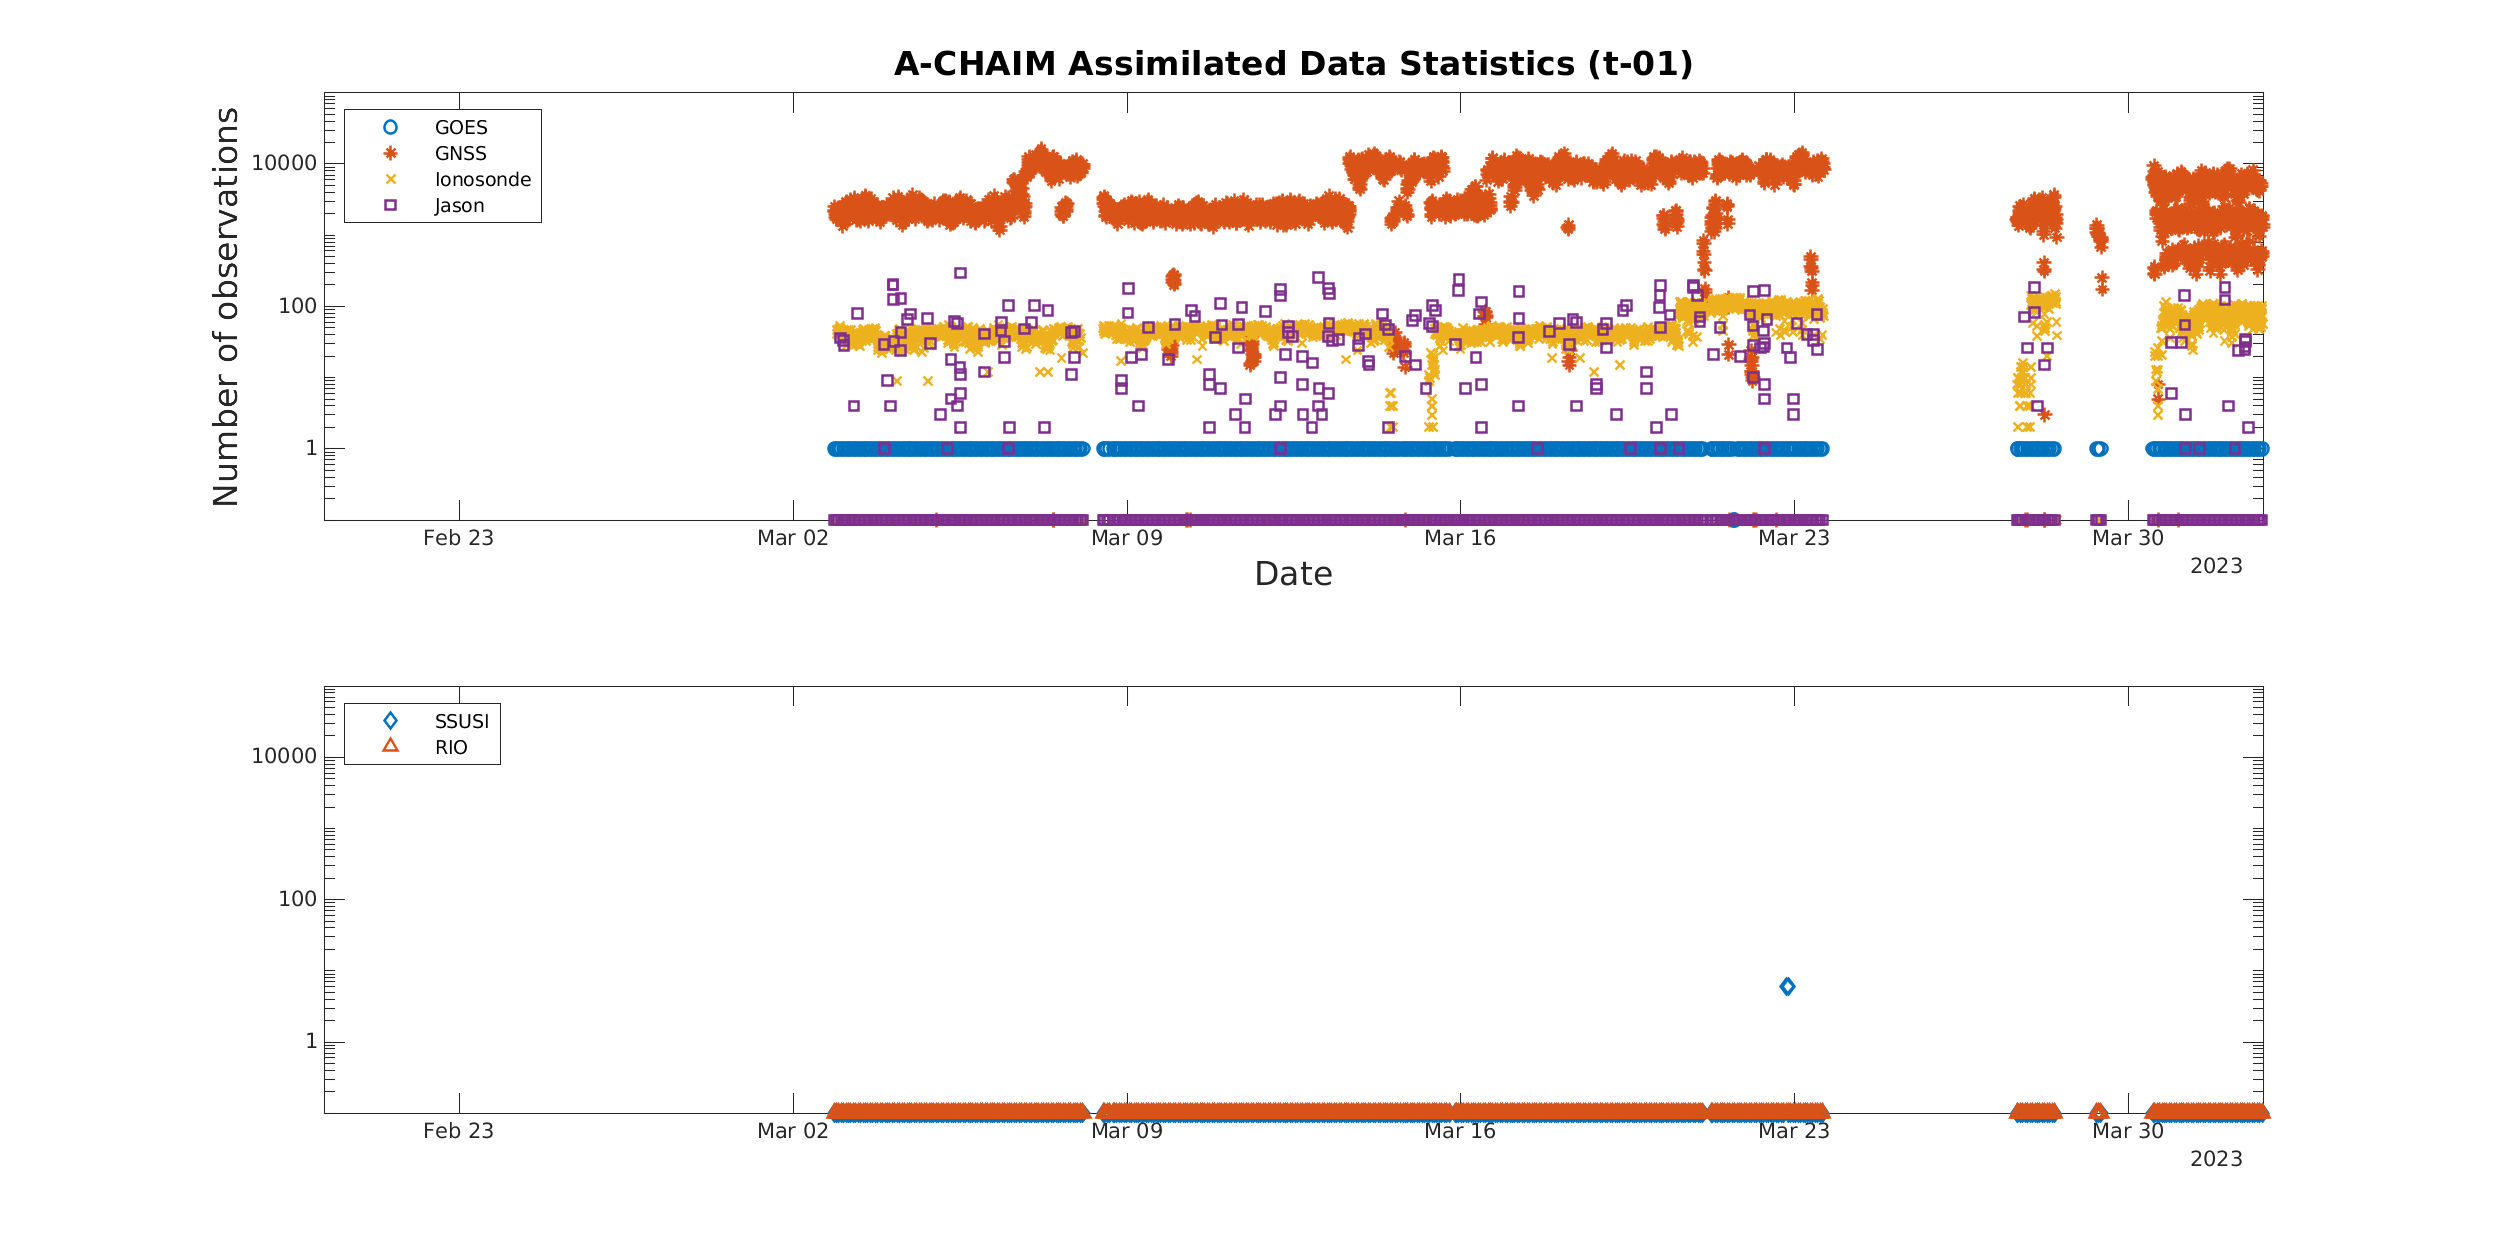 A-CHAIM Assimilated Data Statistics (t-01)
Number of observations
GOES
GNSS
Ionosonde
Jason
10000
100
1
Feb 23
Mar 02
Mar 09
Mar 16
Mar 23
Mar 30
2023
Date
SSUSI
RIO
10000
100
1
Feb 23
Mar 02
Mar 09
Mar 16
Mar 23
Mar 30
2023